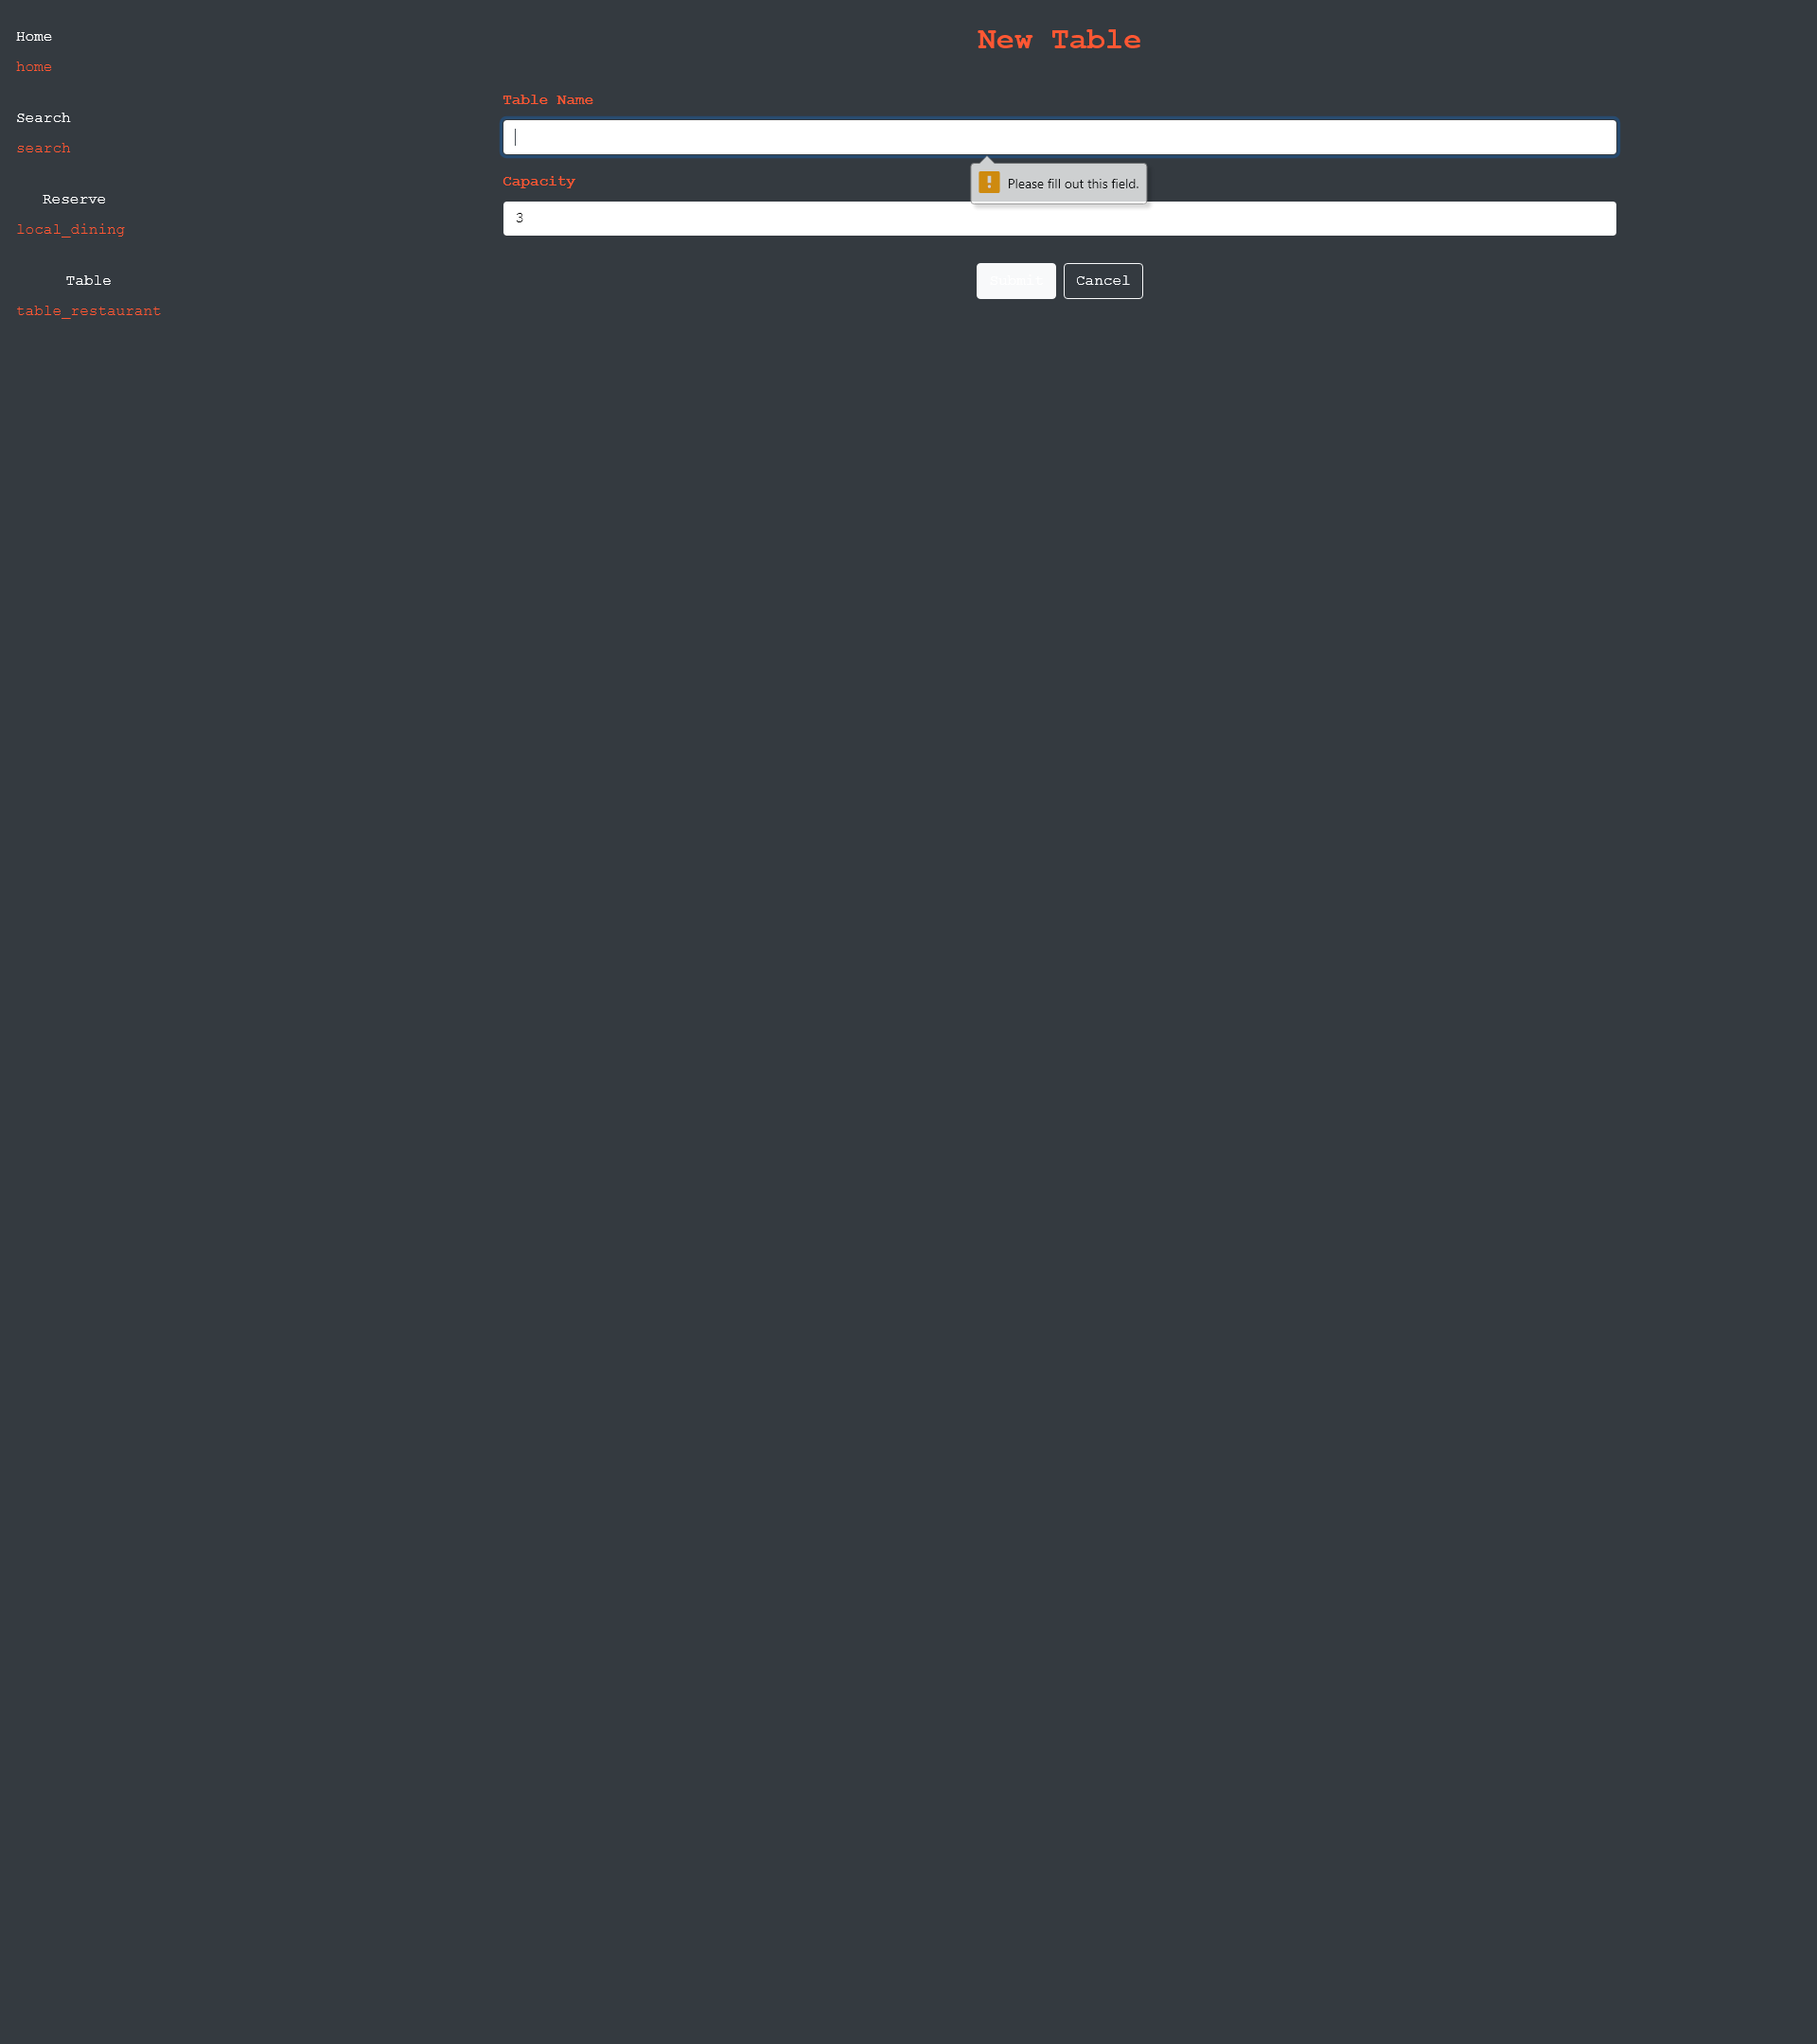 Home
home
Search
search
Reserve
local_dining
Table
table_restaurant
New Table
Table Name
! Please fill out this field.
Capacity
3
Cancel